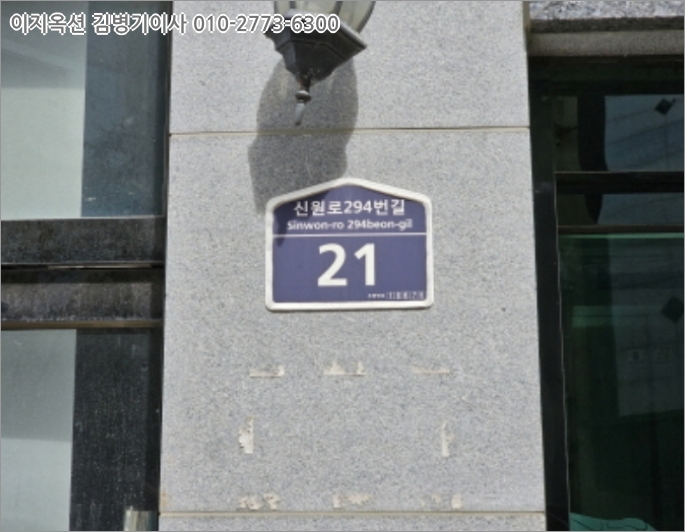 이지옥션 김병기이사 010-2773-6300
신원로294번길
Sinwon-ro 294beon-gil
21